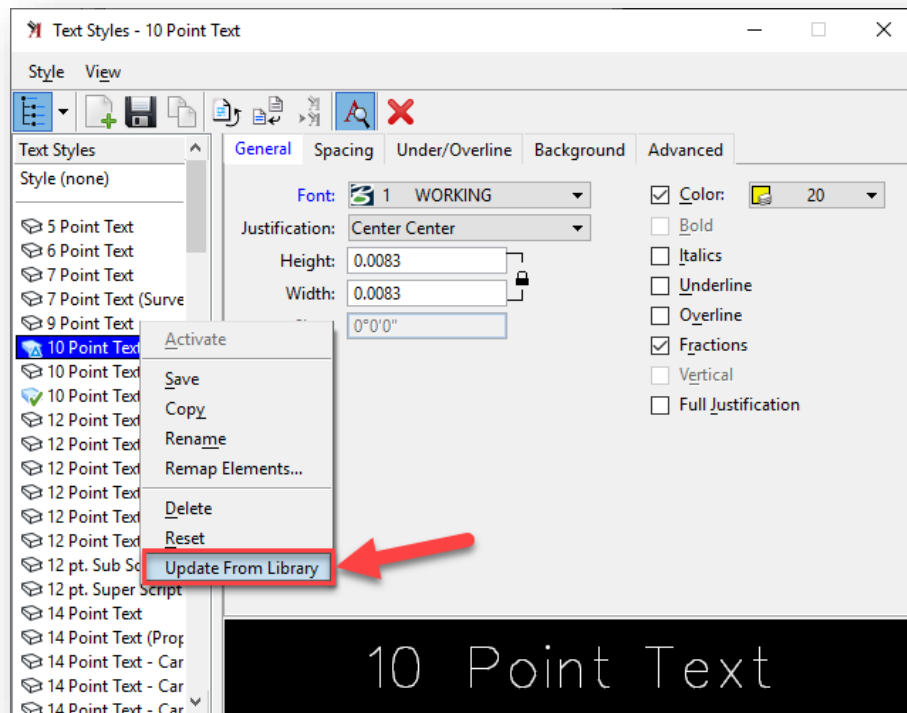 Text Styles - 10 Point Text
Style View
Text Styles
Style (none)
5 Point Text
6 Point Text
7 Point Text
7 Point Text (Surve
9 Point Text
10 Point Text
10 Point Text
10 Point Text
12 Point Text
12 Point Text
12 Point Text
12 Point Text
12 Point Text
12 Point Text
12 pt. Sub Sc
12 pt. Super Script
14 Point Text
14 Point Text (Prop
14 Point Text - Car
14 Point Text - Car
14 Point Text - Car
Activate
Save
Copy
Rename
Remap Elements...
Delete
Reset
Update From Library
General Spacing Under/Overline Background Advanced
Font: 1 WORKING
Justification: Center Center
Height: 0.0083
Width: 0.0083
0°0'0"
Color: 20
Bold
Italics
Underline
Overline
Fractions
Vertical
Full Justification
10 Point Text